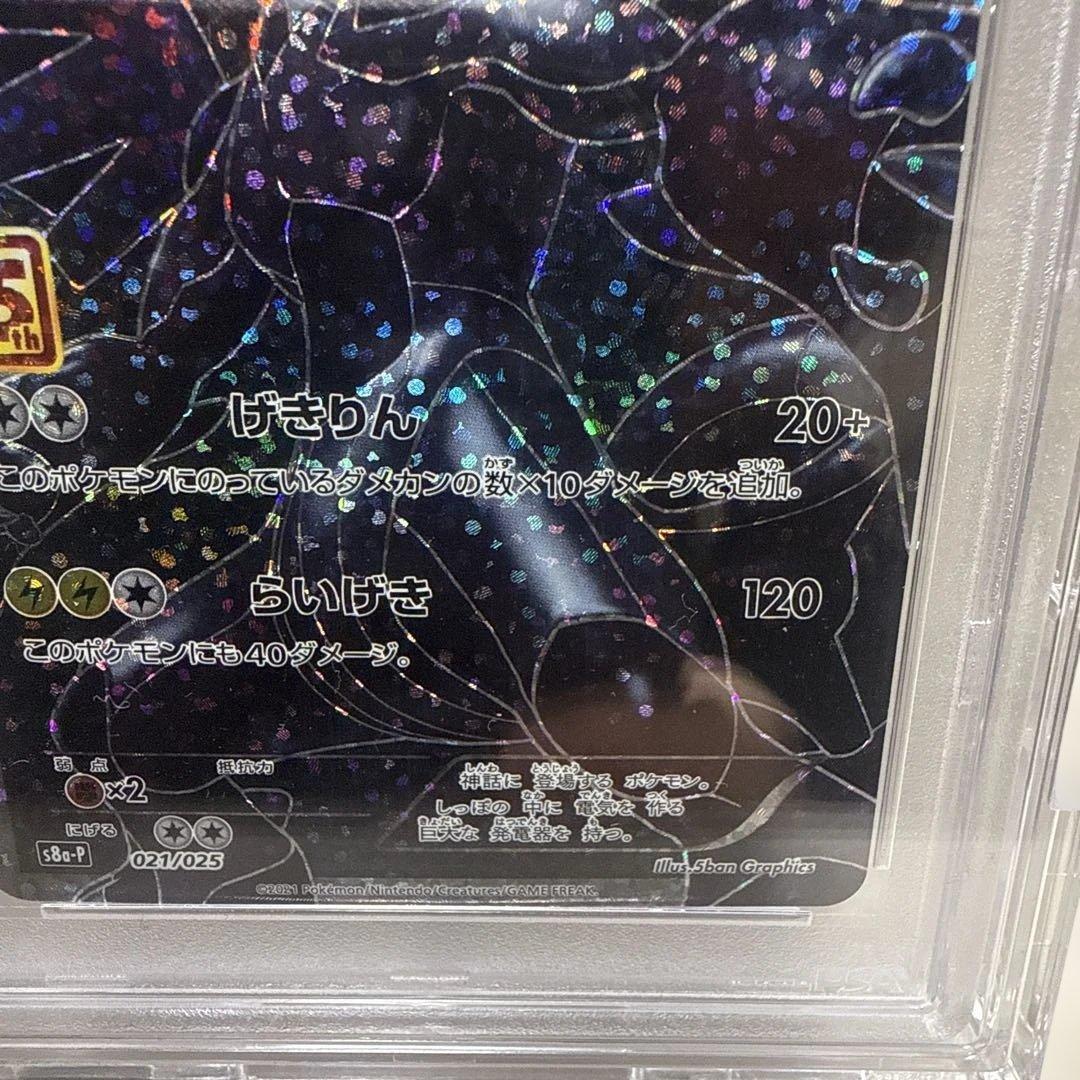 5
th
げきりん 20+
このポケモンにのっているダメカンの数×10ダメージを追加。
らいげき 120
このポケモンにも40ダメージ。
弱点 抵抗力
×2
にげる
神話に 登場する ポケモン。
しっぽの 中に 電気を 作る
巨大な 発電器を 持つ。
s8a-P 021/025
Illus.5ban Graphics
©2021 Pokémon/Nintendo/Creatures/GAME FREAK.